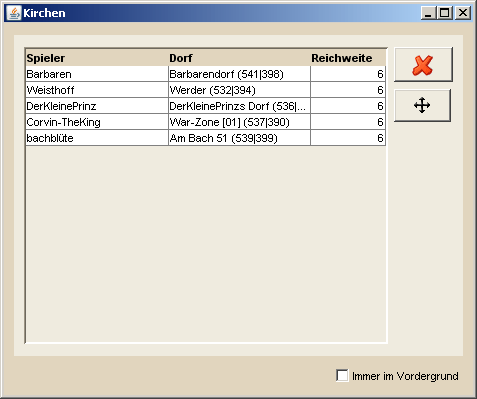 Kirchen
Spieler Dorf Reichweite
Barbaren Barbarendorf (541|398) 6
Weisthoff Werder (532|394) 6
DerKleinePrinz DerKleinePrinzs Dorf (536|... 6
Corvin-TheKing War-Zone [01] (537|390) 6
bachblüte Am Bach 51 (539|399) 6
Immer im Vordergrund